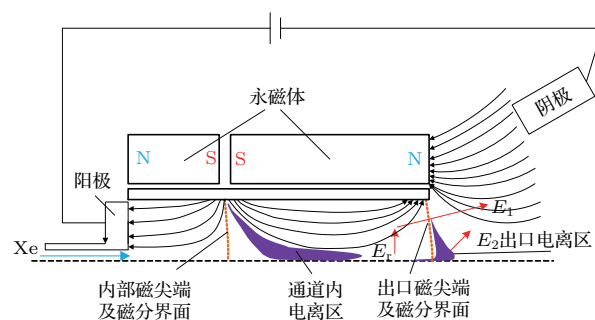 永磁体
阴极
N
S
S
N
阳极
E₁
Xe
Eᵣ
E₂出口电离区
内部磁尖端
及磁分界面
通道内
电离区
出口磁尖端
及磁分界面